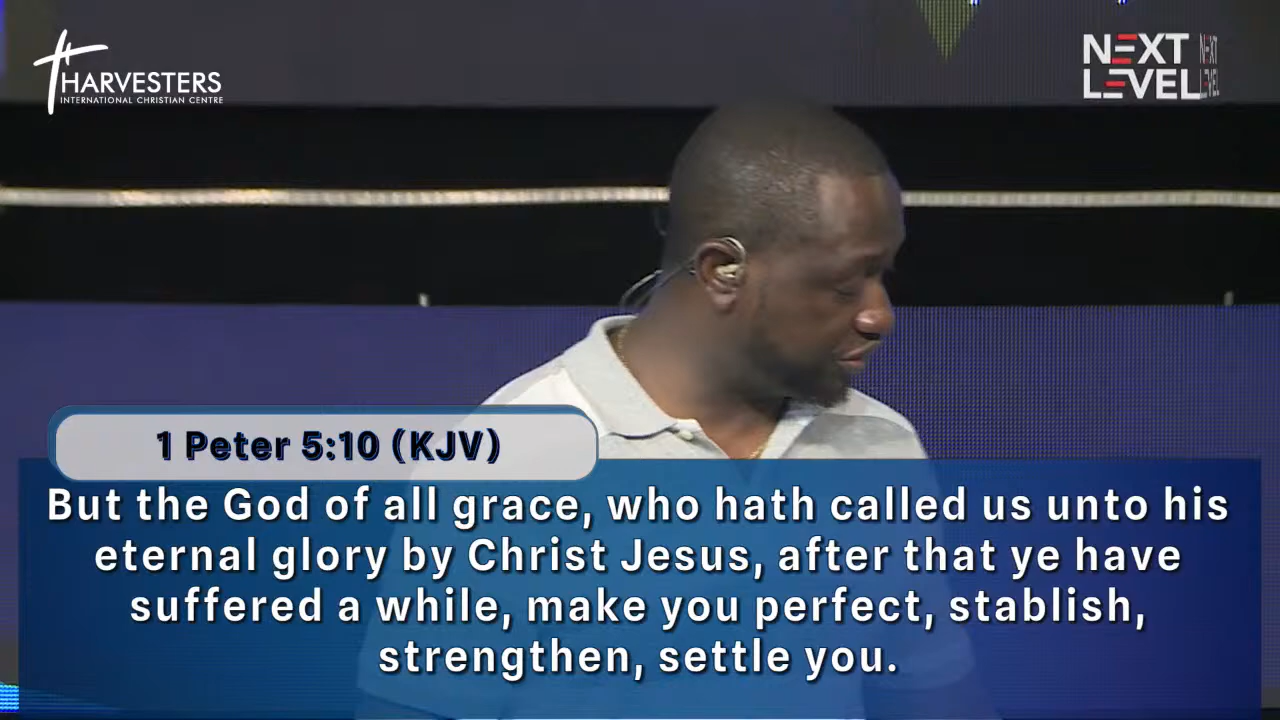 HARVESTERS
INTERNATIONAL CHRISTIAN CENTRE
NEXT
LEVEL
NEXT
LEVEL
1 Peter 5:10 (KJV)
But the God of all grace, who hath called us unto his
eternal glory by Christ Jesus, after that ye have
suffered a while, make you perfect, stablish,
strengthen, settle you.